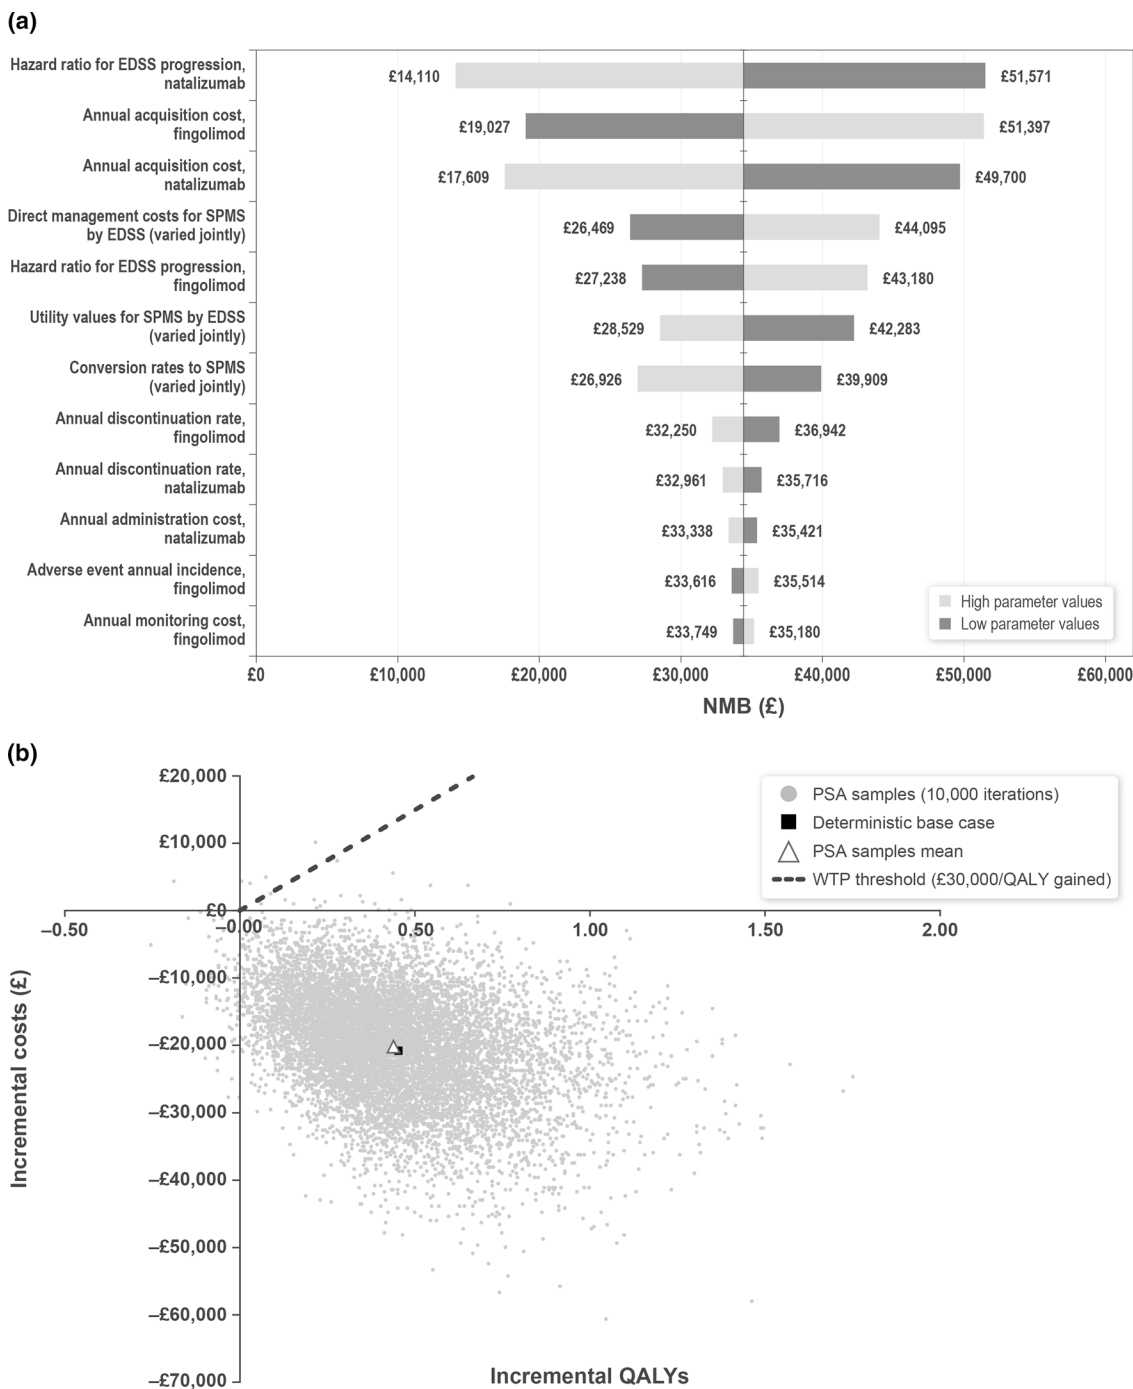 (a)
Hazard ratio for EDSS progression,
natalizumab
£14,110
£51,571
Annual acquisition cost,
fingolimod
£19,027
£51,397
Annual acquisition cost,
natalizumab
£17,609
£49,700
Direct management costs for SPMS
by EDSS (varied jointly)
£26,469
£44,095
Hazard ratio for EDSS progression,
fingolimod
£27,238
£43,180
Utility values for SPMS by EDSS
(varied jointly)
£28,529
£42,283
Conversion rates to SPMS
(varied jointly)
£26,926
£39,909
Annual discontinuation rate,
fingolimod
£32,250
£36,942
Annual discontinuation rate,
natalizumab
£32,961
£35,716
Annual administration cost,
natalizumab
£33,338
£35,421
Adverse event annual incidence,
fingolimod
£33,616
£35,514
Annual monitoring cost,
fingolimod
£33,749
£35,180
High parameter values
Low parameter values
£0 £10,000 £20,000 £30,000 £40,000 £50,000 £60,000
NMB (£)
(b)
£20,000
£10,000
£0
–£10,000
–£20,000
–£30,000
–£40,000
–£50,000
–£60,000
–£70,000
Incremental costs (£)
–0.50 –0.00 0.50 1.00 1.50 2.00
Incremental QALYs
PSA samples (10,000 iterations)
Deterministic base case
PSA samples mean
WTP threshold (£30,000/QALY gained)